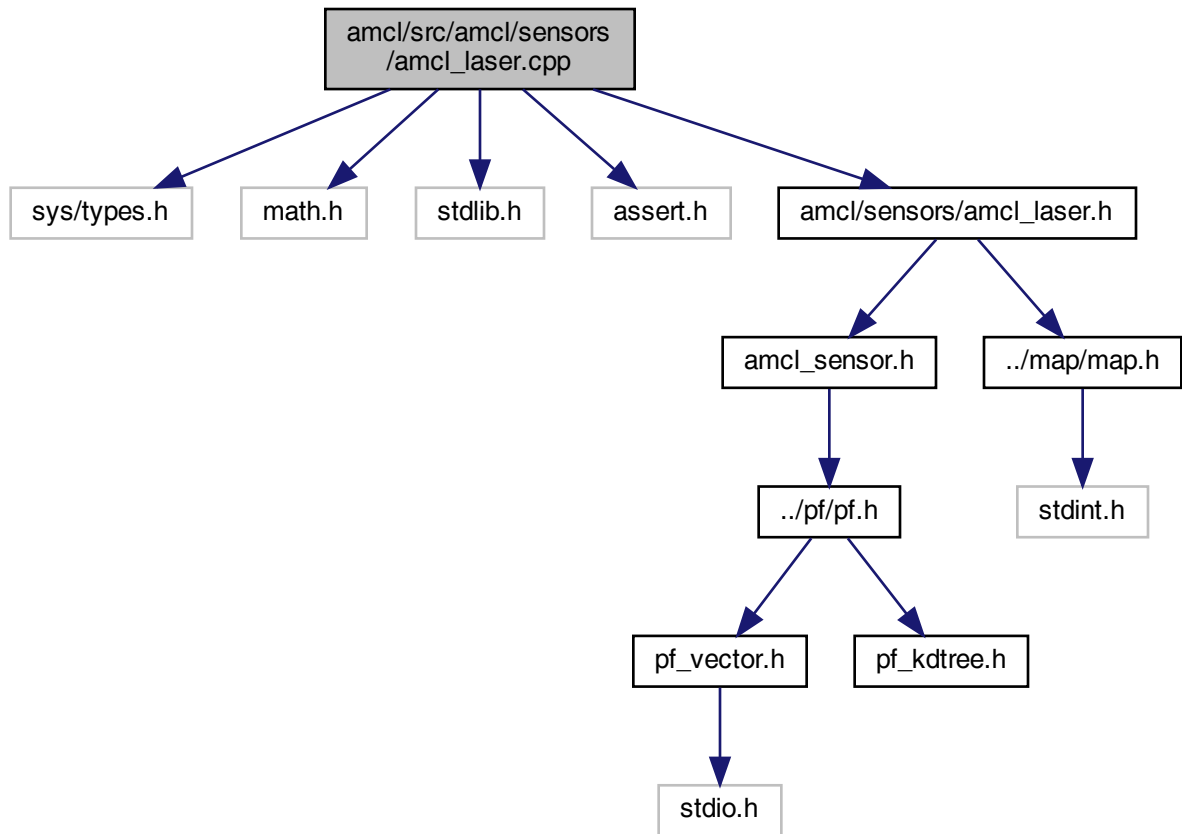 amcl/src/amcl/sensors
/amcl_laser.cpp
sys/types.h
math.h
stdlib.h
assert.h
amcl/sensors/amcl_laser.h
amcl_sensor.h
../map/map.h
../pf/pf.h
stdint.h
pf_vector.h
pf_kdtree.h
stdio.h